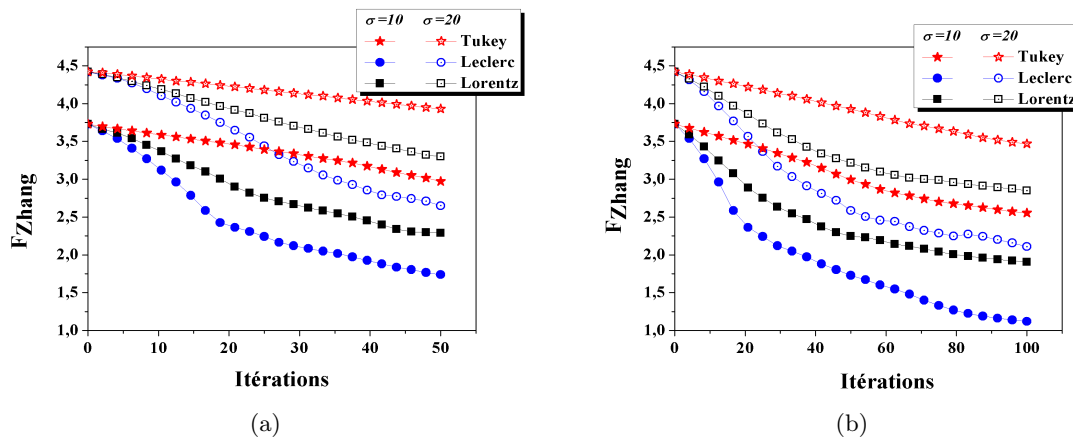 σ=10 σ=20
Tukey
Leclerc
Lorentz
4,5
4,0
3,5
3,0
2,5
2,0
1,5
1,0
FZhang
0 10 20 30 40 50
Itérations
(a)
σ=10 σ=20
Tukey
Leclerc
Lorentz
4,5
4,0
3,5
3,0
2,5
2,0
1,5
1,0
FZhang
0 20 40 60 80 100
Itérations
(b)